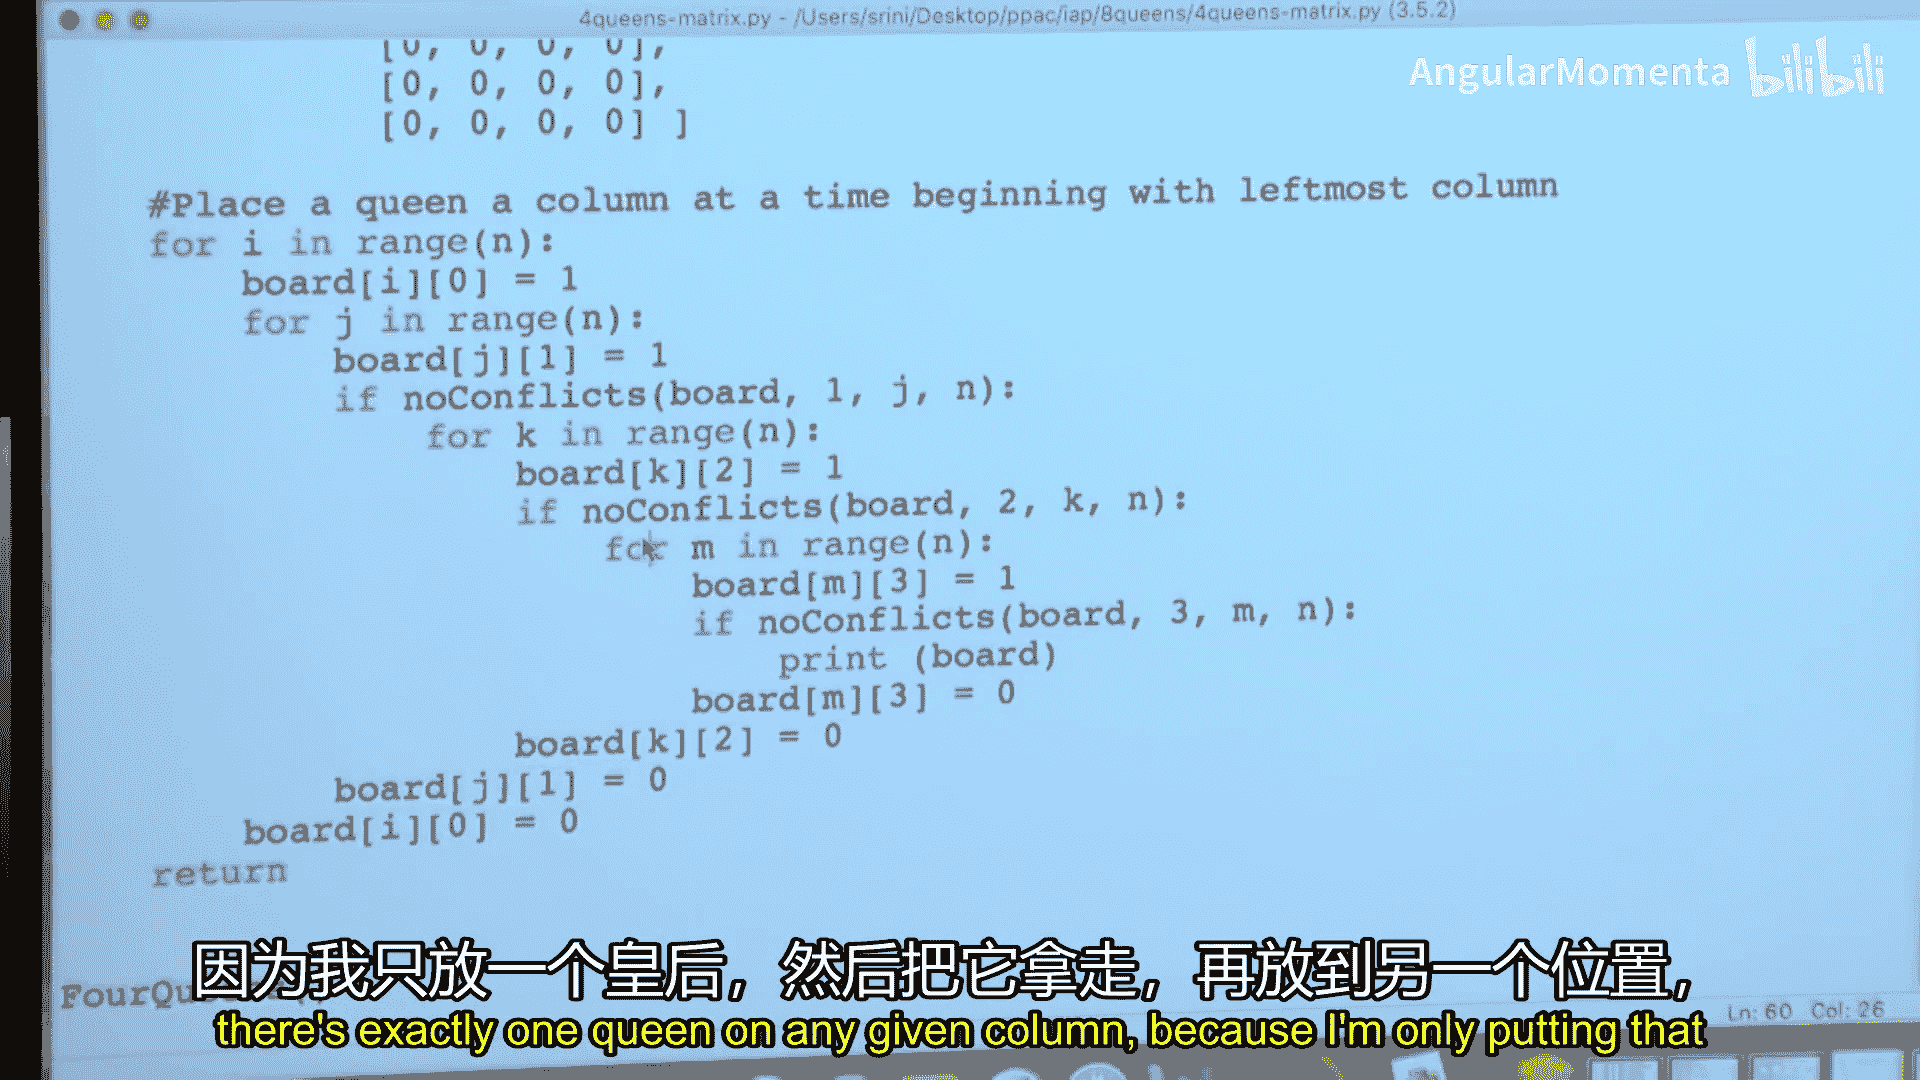 4queens-matrix.py - /Users/srini/Desktop/ppac/iap/8queens/4queens-matrix.py (3.5.2)
AngularMomenta bilibili
[0, 0, 0, 0],
[0, 0, 0, 0],
[0, 0, 0, 0] ]
#Place a queen a column at a time beginning with leftmost column
for i in range(n):
board[i][0] = 1
for j in range(n):
board[j][1] = 1
if noConflicts(board, 1, j, n):
for k in range(n):
board[k][2] = 1
if noConflicts(board, 2, k, n):
for m in range(n):
board[m][3] = 1
if noConflicts(board, 3, m, n):
print (board)
board[m][3] = 0
board[k][2] = 0
board[j][1] = 0
board[i][0] = 0
return
因为我只放一个皇后，然后把它拿走，再放到另一个位置，
there's exactly one queen on any given column, because I'm only putting that
Ln: 60 Col: 26